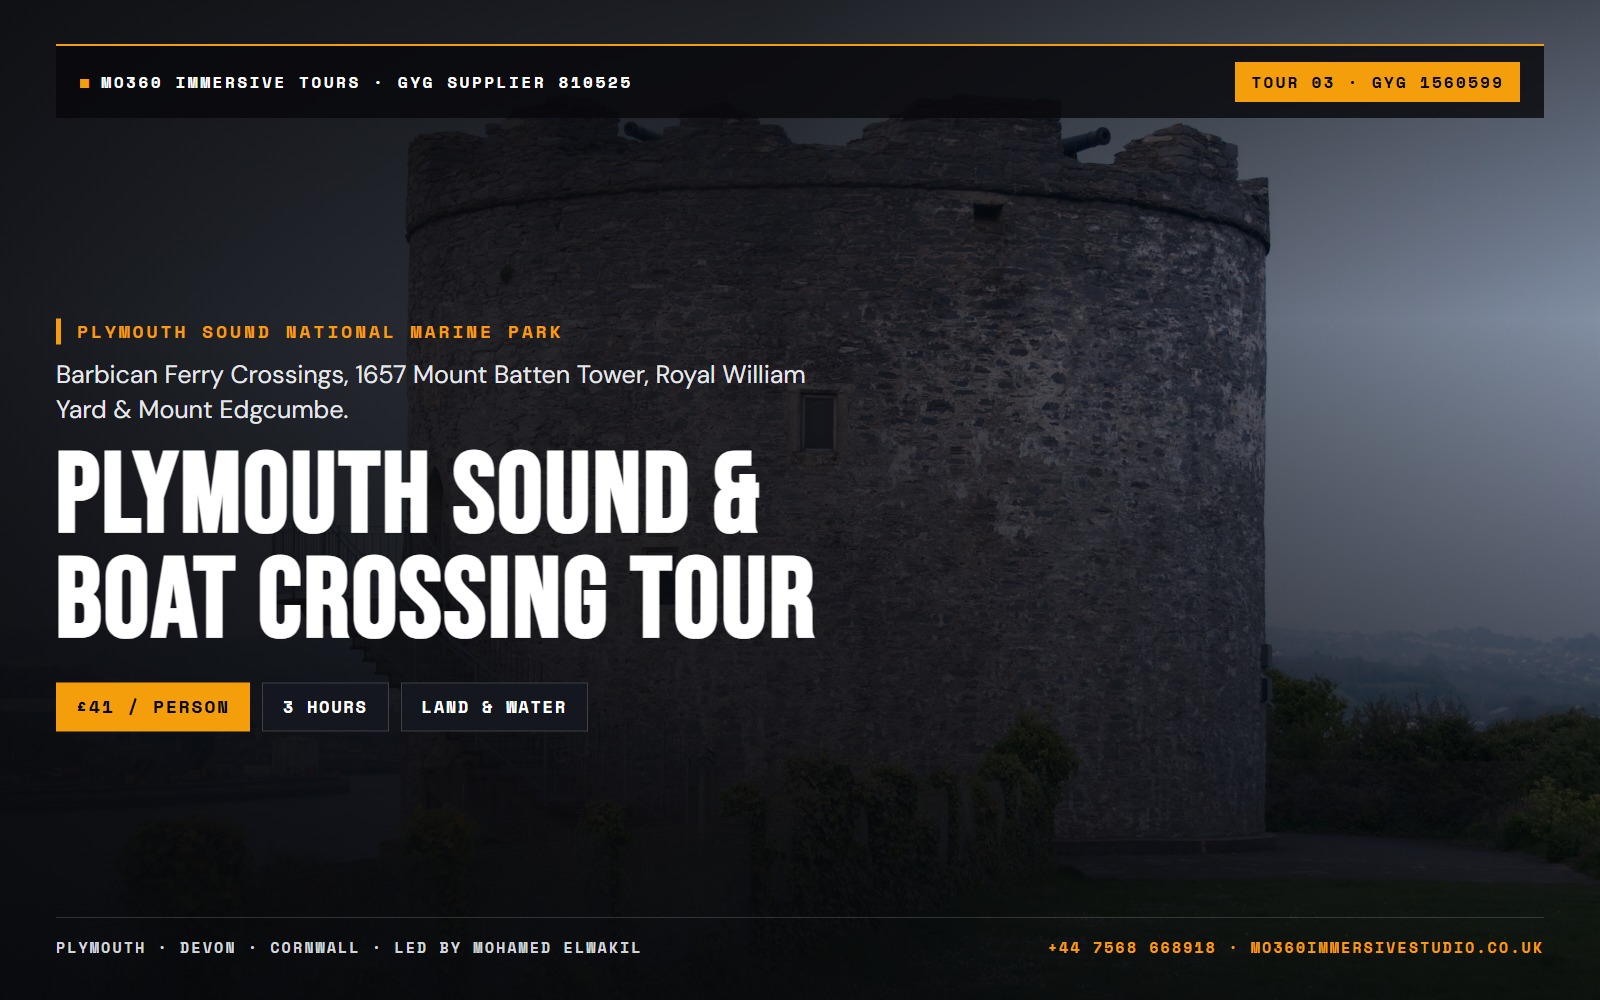 MO360 IMMERSIVE TOURS · GYG SUPPLIER 810525
TOUR 03 · GYG 1560599
PLYMOUTH SOUND NATIONAL MARINE PARK
Barbican Ferry Crossings, 1657 Mount Batten Tower, Royal William
Yard & Mount Edgcumbe.
PLYMOUTH SOUND &
BOAT CROSSING TOUR
£41 / PERSON
3 HOURS
LAND & WATER
PLYMOUTH · DEVON · CORNWALL · LED BY MOHAMED ELWAKIL
+44 7568 668918 · MO360IMMERSIVESTUDIO.CO.UK